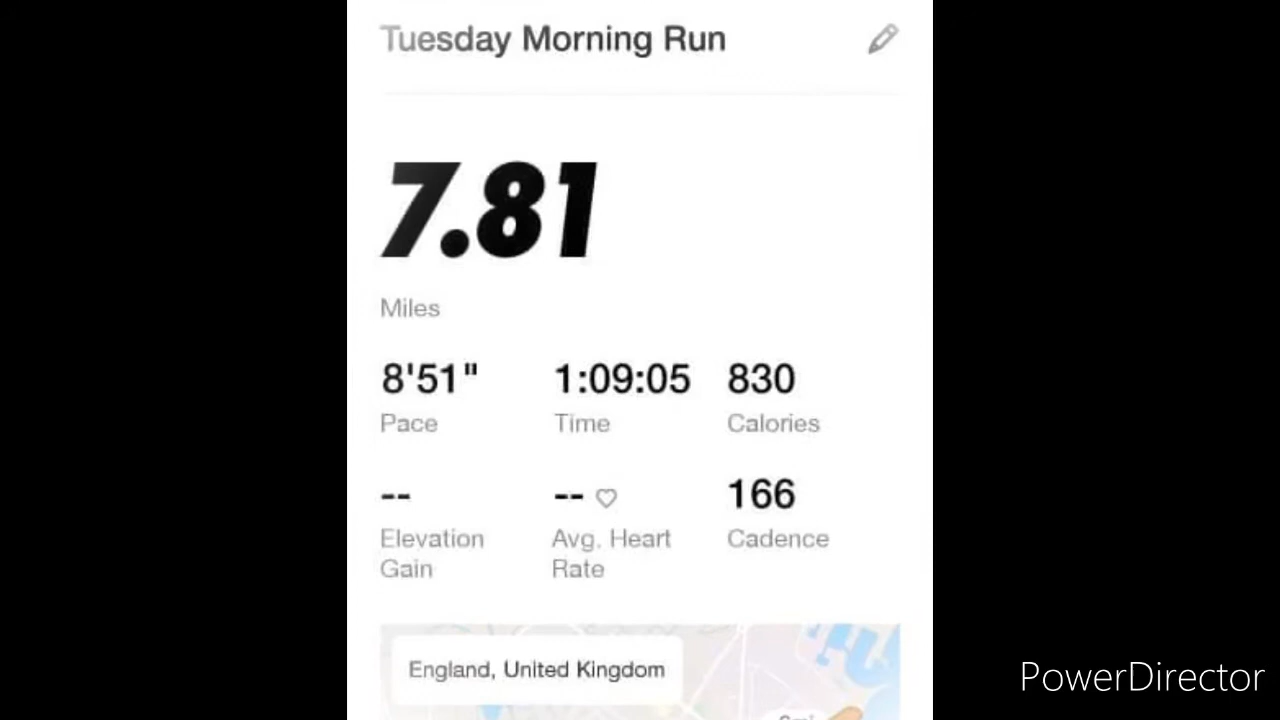 Tuesday Morning Run
7.81
Miles
8'51" 1:09:05 830
Pace Time Calories
-- -- 166
Elevation Gain Avg. Heart Rate Cadence
England, United Kingdom
PowerDirector